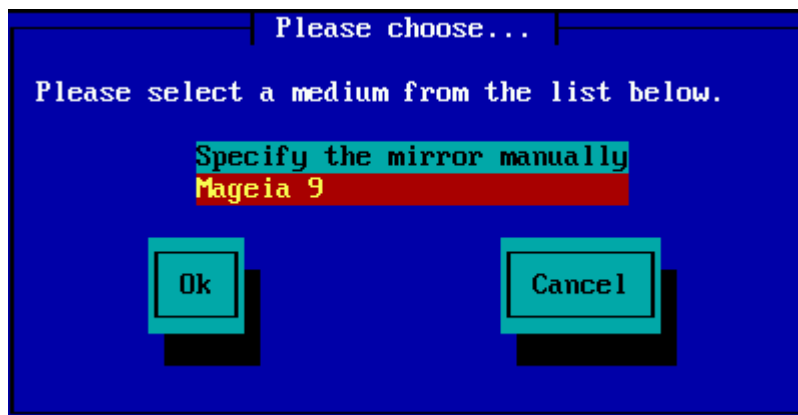 Please choose...
Please select a medium from the list below.
Specify the mirror manually
Mageia 9
Ok
Cancel